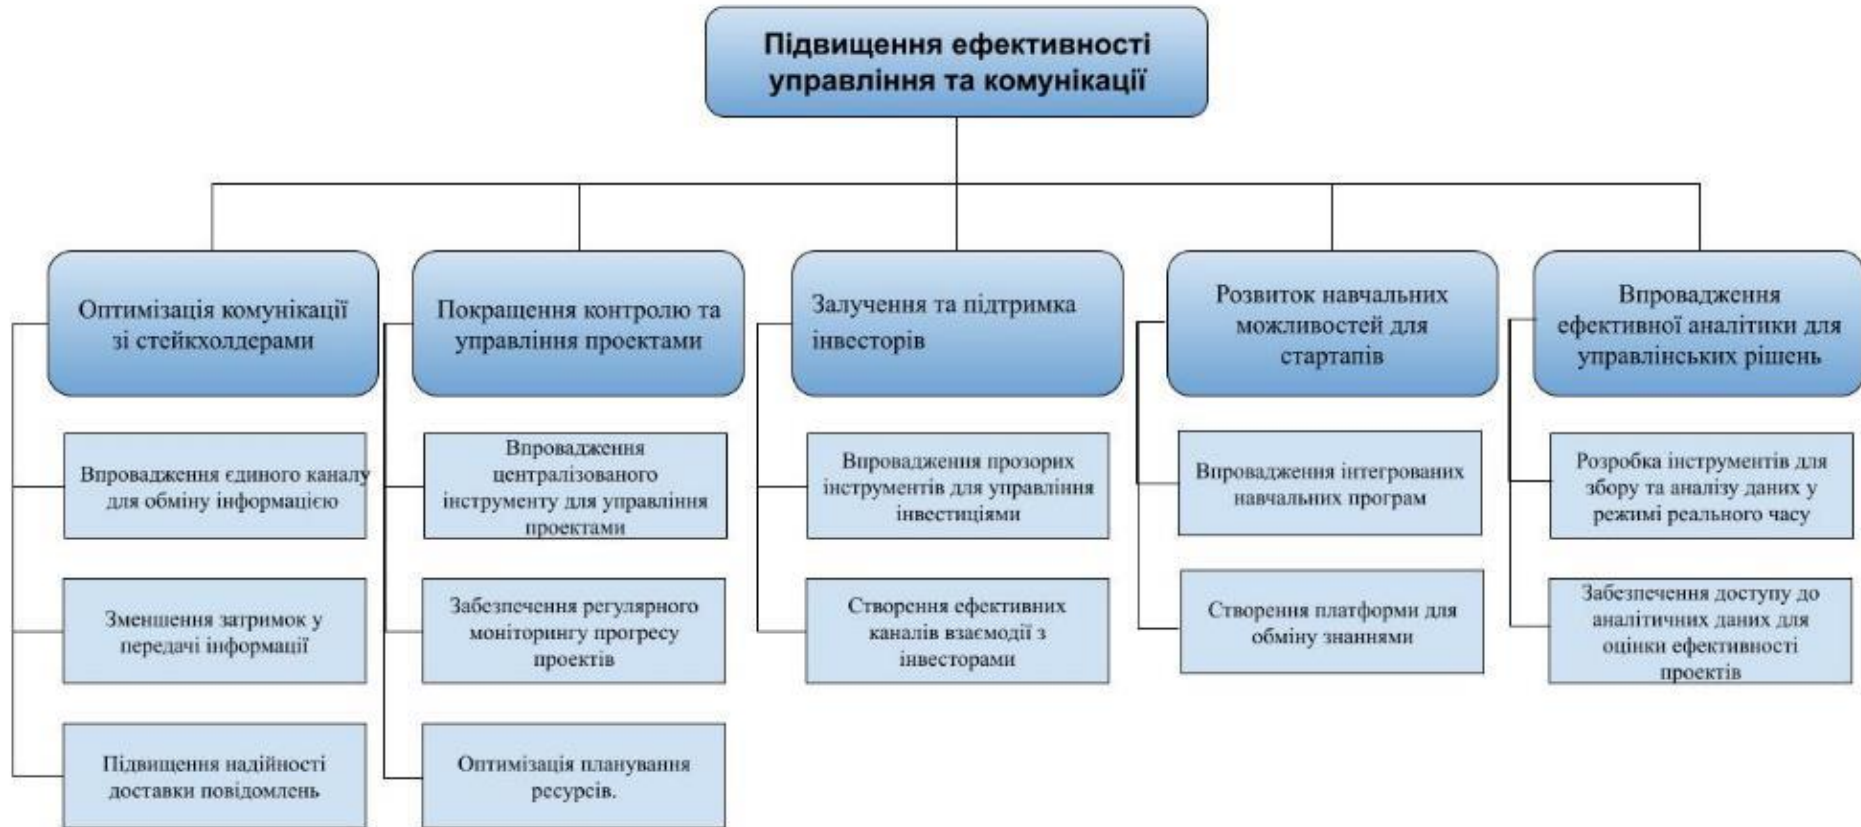 Підвищення ефективності
управління та комунікації
Оптимізація комунікації
зі стейкхолдерами
Впровадження єдиного каналу
для обміну інформацією
Зменшення затримок у
передачі інформації
Підвищення надійності
доставки повідомлень
Покращення контролю та
управління проектами
Впровадження
централізованого
інструменту для управління
проектами
Забезпечення регулярного
моніторингу прогресу
проектів
Оптимізація планування
ресурсів.
Залучення та підтримка
інвесторів
Впровадження прозорих
інструментів для управління
інвестиціями
Створення ефективних
каналів взаємодії з
інвесторами
Розвиток навчальних
можливостей для
стартапів
Впровадження інтегрованих
навчальних програм
Створення платформи для
обміну знаннями
Впровадження
ефективної аналітики для
управлінських рішень
Розробка інструментів для
збору та аналізу даних у
режимі реального часу
Забезпечення доступу до
аналітичних даних для
оцінки ефективності
проектів